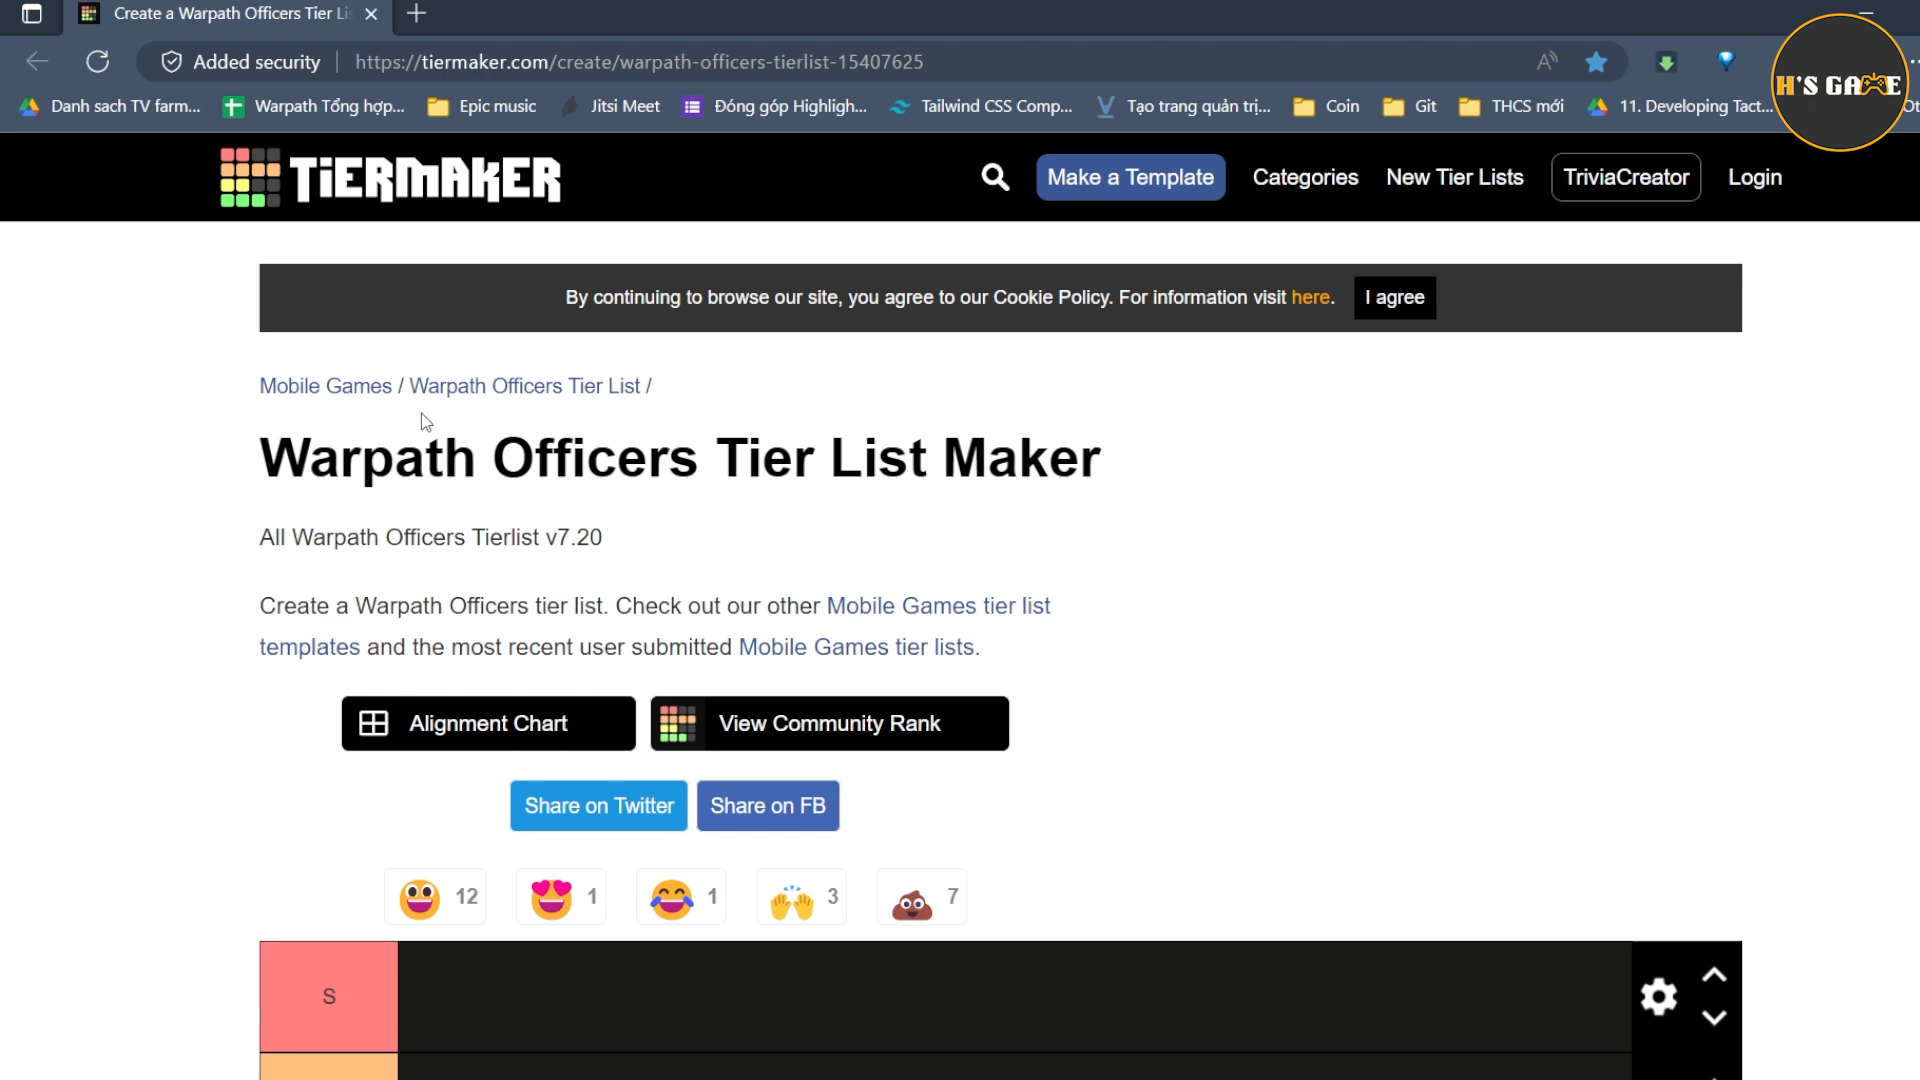 Create a Warpath Officers Tier Li
Added security
https://tiermaker.com/create/warpath-officers-tierlist-15407625
Danh sach TV farm...
Warpath Tổng hợp...
Epic music
Jitsi Meet
Đóng góp Highligh...
Tailwind CSS Comp...
Tạo trang quản trị...
Coin
Git
THCS mới
11. Developing Tact...
H'S GAME
TiERMAKER
Make a Template
Categories
New Tier Lists
TriviaCreator
Login
By continuing to browse our site, you agree to our Cookie Policy. For information visit here.
I agree
Mobile Games / Warpath Officers Tier List /
Warpath Officers Tier List Maker
All Warpath Officers Tierlist v7.20
Create a Warpath Officers tier list. Check out our other Mobile Games tier list
templates and the most recent user submitted Mobile Games tier lists.
Alignment Chart
View Community Rank
Share on Twitter
Share on FB
12
1
1
3
7
S